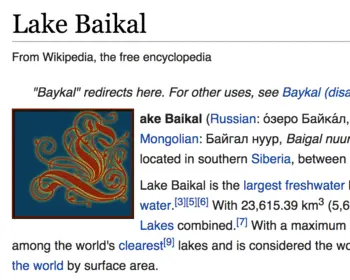 Lake Baikal
From Wikipedia, the free encyclopedia
"Baykal" redirects here. For other uses, see Baykal (disa
Lake Baikal (Russian: о́зеро Байка́л,
Mongolian: Байгал нуур, Baigal nuur
located in southern Siberia, between
Lake Baikal is the largest freshwater
water.[3][5][6] With 23,615.39 km3 (5,6
Lakes combined.[7] With a maximum
among the world's clearest[9] lakes and is considered the wo
the world by surface area.